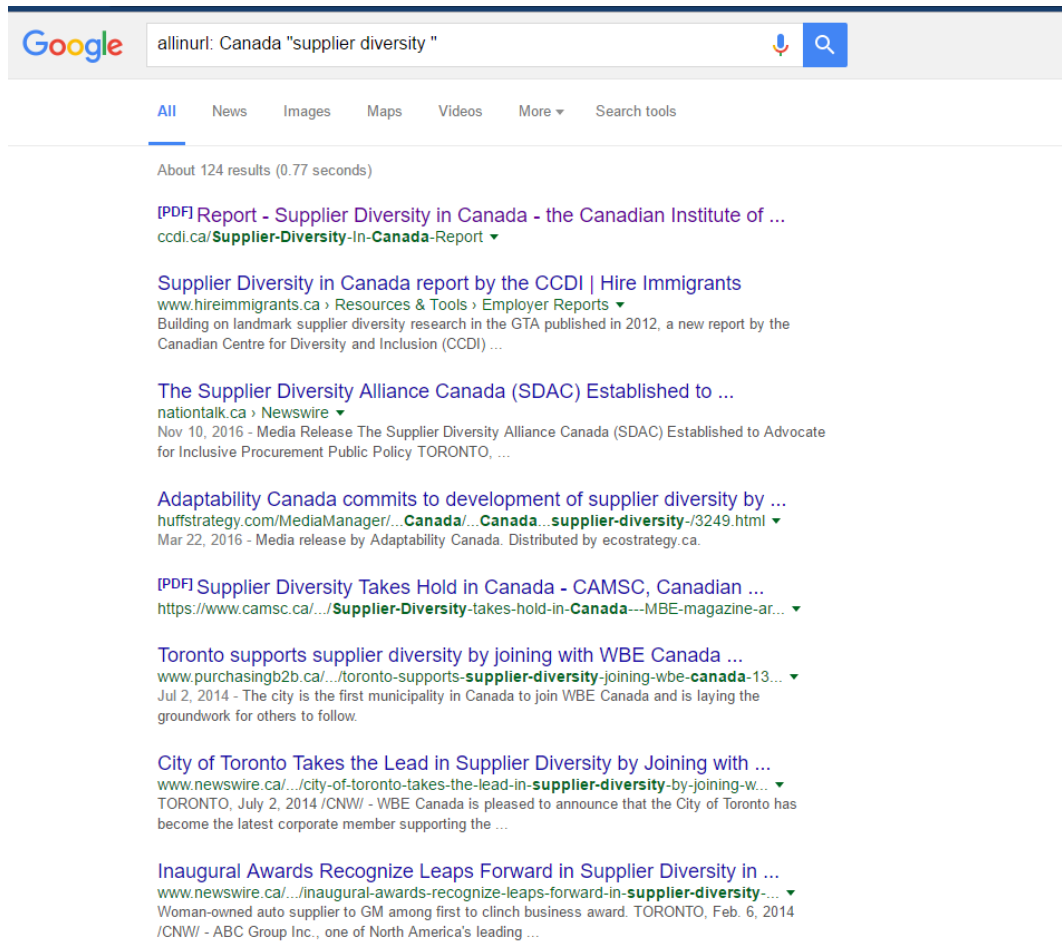 Google
allinurl: Canada "supplier diversity "
All News Images Maps Videos More Search tools
About 124 results (0.77 seconds)
[PDF] Report - Supplier Diversity in Canada - the Canadian Institute of ...
ccdi.ca/Supplier-Diversity-In-Canada-Report
Supplier Diversity in Canada report by the CCDI | Hire Immigrants
www.hireimmigrants.ca › Resources & Tools › Employer Reports
Building on landmark supplier diversity research in the GTA published in 2012, a new report by the
Canadian Centre for Diversity and Inclusion (CCDI) ...
The Supplier Diversity Alliance Canada (SDAC) Established to ...
nationtalk.ca › Newswire
Nov 10, 2016 - Media Release The Supplier Diversity Alliance Canada (SDAC) Established to Advocate
for Inclusive Procurement Public Policy TORONTO, ...
Adaptability Canada commits to development of supplier diversity by ...
huffstrategy.com/MediaManager/...Canada/...Canada...supplier-diversity-/3249.html
Mar 22, 2016 - Media release by Adaptability Canada. Distributed by ecostrategy.ca.
[PDF] Supplier Diversity Takes Hold in Canada - CAMSC, Canadian ...
https://www.camsc.ca/.../Supplier-Diversity-takes-hold-in-Canada---MBE-magazine-ar...
Toronto supports supplier diversity by joining with WBE Canada ...
www.purchasingb2b.ca/.../toronto-supports-supplier-diversity-joining-wbe-canada-13...
Jul 2, 2014 - The city is the first municipality in Canada to join WBE Canada and is laying the
groundwork for others to follow.
City of Toronto Takes the Lead in Supplier Diversity by Joining with ...
www.newswire.ca/.../city-of-toronto-takes-the-lead-in-supplier-diversity-by-joining-w...
TORONTO, July 2, 2014 /CNW/ - WBE Canada is pleased to announce that the City of Toronto has
become the latest corporate member supporting the ...
Inaugural Awards Recognize Leaps Forward in Supplier Diversity in ...
www.newswire.ca/.../inaugural-awards-recognize-leaps-forward-in-supplier-diversity-...
Woman-owned auto supplier to GM among first to clinch business award. TORONTO, Feb. 6, 2014
/CNW/ - ABC Group Inc., one of North America's leading ...